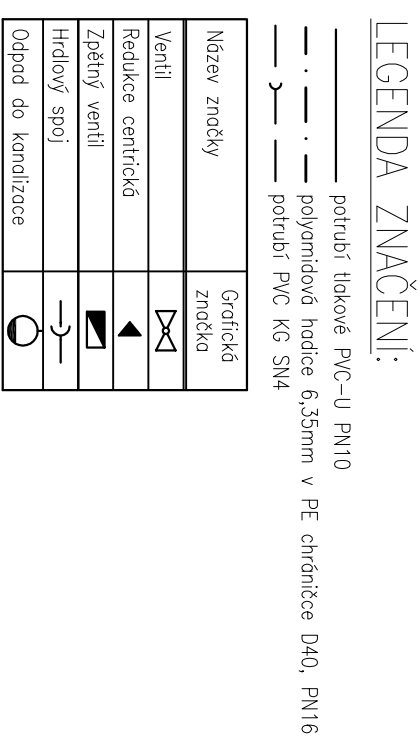 LEGENDA ZNAČENÍ:
potrubí tlakové PVC-U PN10
polyamidová hadice 6,35mm v PE chráničce D40, PN16
potrubí PVC KG SN4
Název značky
Grafická
značka
Ventil
Redukce centrická
Zpětný ventil
Hrdlový spoj
Odpad do kanalizace